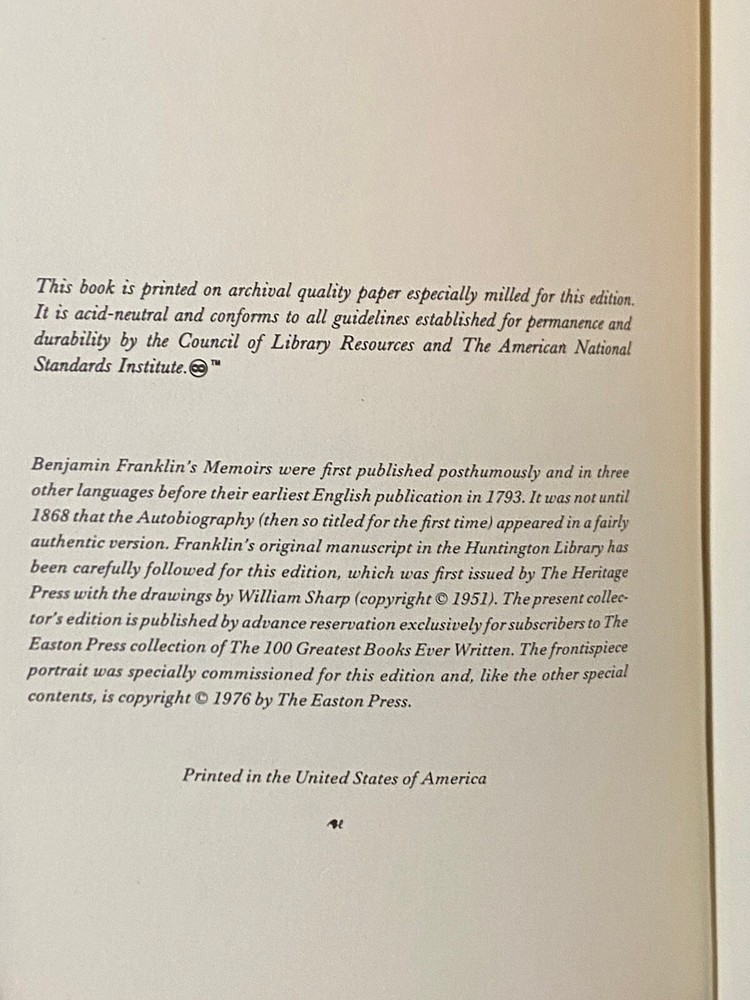 This book is printed on archival quality paper especially milled for this edition.
It is acid-neutral and conforms to all guidelines established for permanence and
durability by the Council of Library Resources and The American National
Standards Institute.♾™
Benjamin Franklin's Memoirs were first published posthumously and in three
other languages before their earliest English publication in 1793. It was not until
1868 that the Autobiography (then so titled for the first time) appeared in a fairly
authentic version. Franklin's original manuscript in the Huntington Library has
been carefully followed for this edition, which was first issued by The Heritage
Press with the drawings by William Sharp (copyright © 1951). The present collec-
tor's edition is published by advance reservation exclusively for subscribers to The
Easton Press collection of The 100 Greatest Books Ever Written. The frontispiece
portrait was specially commissioned for this edition and, like the other special
contents, is copyright © 1976 by The Easton Press.
Printed in the United States of America